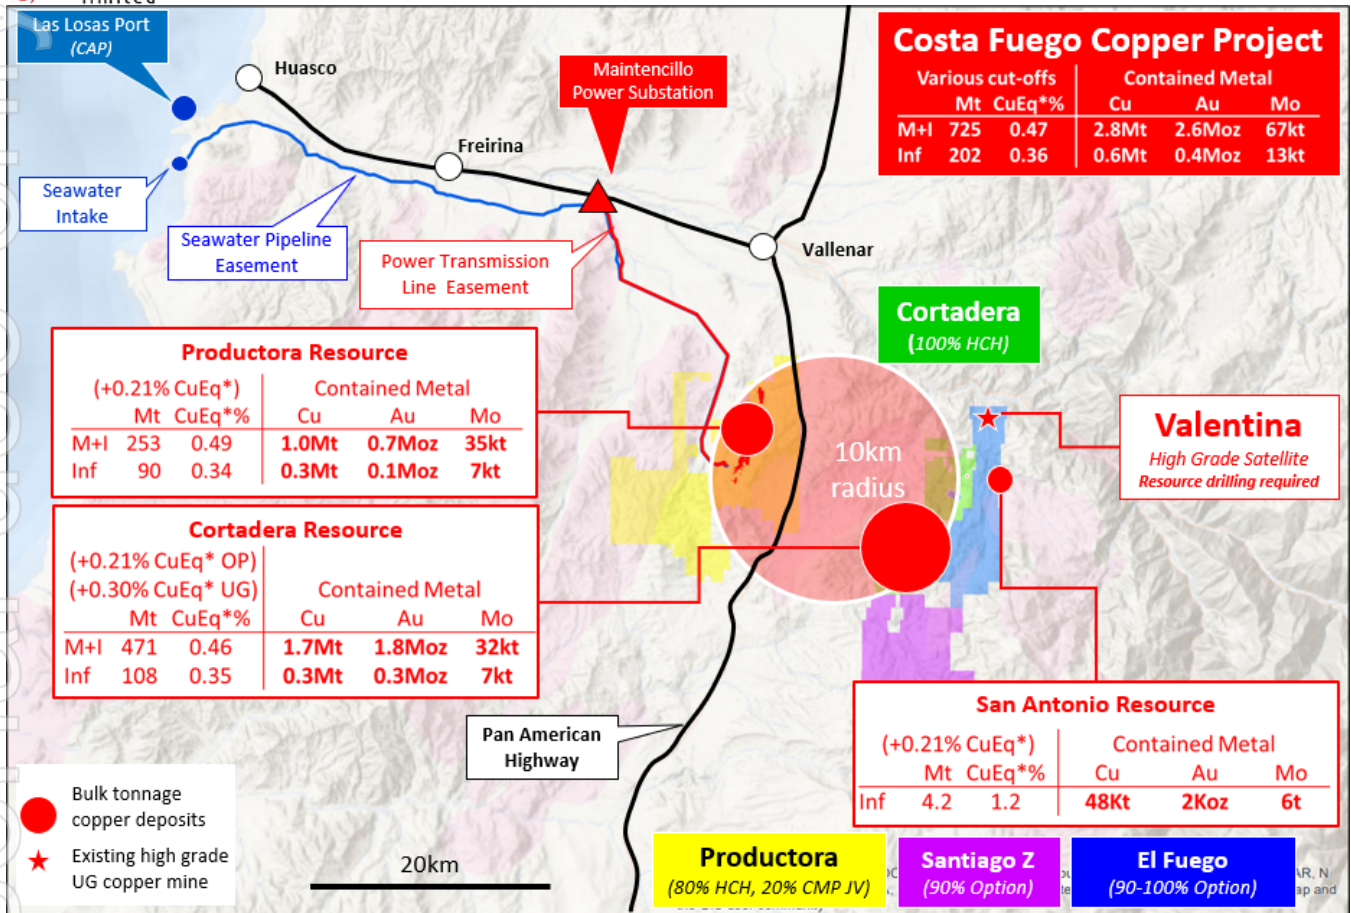 Limited
Las Losas Port
(CAP)
Huasco
Maintencillo
Power Substation
Costa Fuego Copper Project
Various cut-offs Contained Metal
Mt CuEq*% Cu Au Mo
M+I 725 0.47 2.8Mt 2.6Moz 67kt
Inf 202 0.36 0.6Mt 0.4Moz 13kt
Freirina
Seawater
Intake
Seawater Pipeline
Easement
Power Transmission
Line Easement
Vallenar
Cortadera
(100% HCH)
Productora Resource
(+0.21% CuEq*) Contained Metal
Mt CuEq*% Cu Au Mo
M+I 253 0.49 1.0Mt 0.7Moz 35kt
Inf 90 0.34 0.3Mt 0.1Moz 7kt
10km
radius
Valentina
High Grade Satellite
Resource drilling required
Cortadera Resource
(+0.21% CuEq* OP)
(+0.30% CuEq* UG) Contained Metal
Mt CuEq*% Cu Au Mo
M+I 471 0.46 1.7Mt 1.8Moz 32kt
Inf 108 0.35 0.3Mt 0.3Moz 7kt
San Antonio Resource
(+0.21% CuEq*) Contained Metal
Mt CuEq*% Cu Au Mo
Inf 4.2 1.2 48Kt 2Koz 6t
Pan American
Highway
Bulk tonnage
copper deposits
Existing high grade
UG copper mine
20km
Productora
(80% HCH, 20% CMP JV)
Santiago Z
(90% Option)
El Fuego
(90-100% Option)
AR, N
ap and